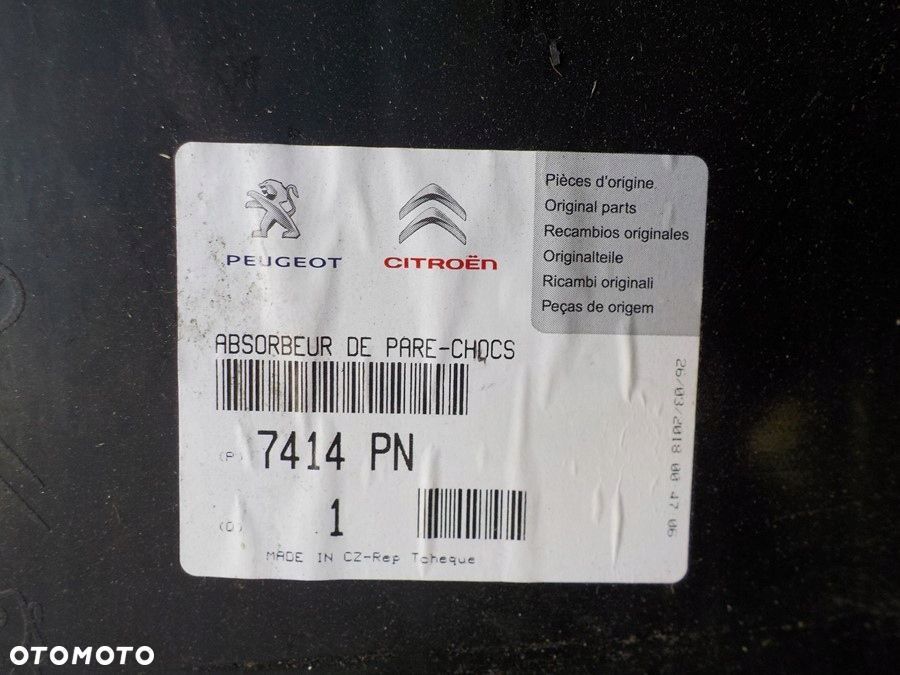 PEUGEOT
CITROËN
Pièces d'origine
Original parts
Recambios originales
Originalteile
Ricambi originali
Peças de origem
ABSORBEUR DE PARE-CHOCS
(P) 7414 PN
(Q) 1
MADE IN CZ-Rep Tcheque
26/03/2018 00 47 06
OTOMOTO